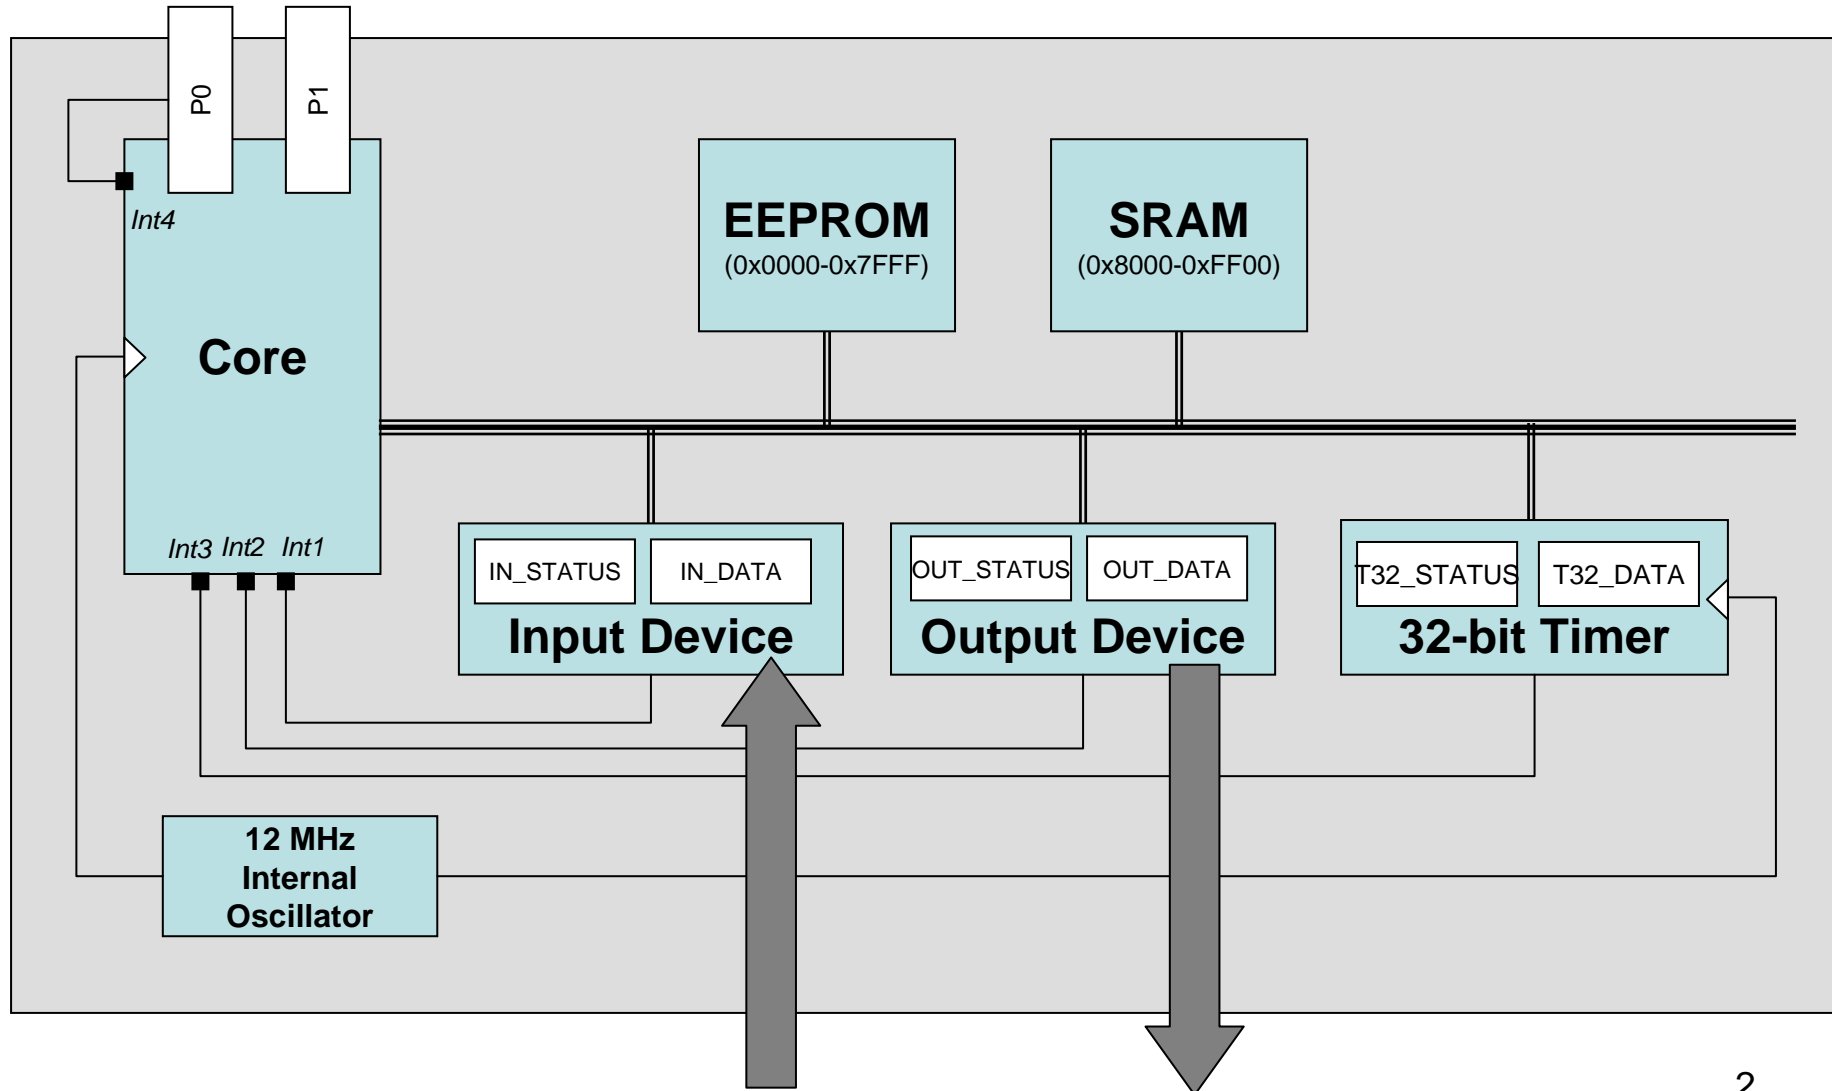 P0
P1
Int4
Core
EEPROM
(0x0000-0x7FFF)
SRAM
(0x8000-0xFF00)
Int3 Int2 Int1
IN_STATUS IN_DATA
Input Device
OUT_STATUS OUT_DATA
Output Device
T32_STATUS T32_DATA
32-bit Timer
12 MHz
Internal
Oscillator
2